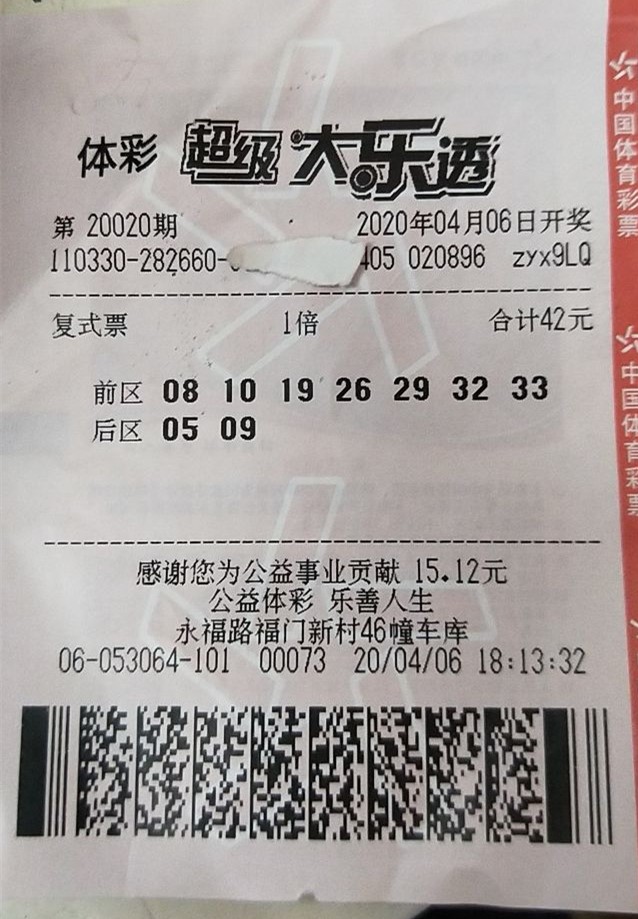 体彩 超级大乐透
第 20020期 2020年04月06日开奖
110330-282660- 405 020896 zyx9LQ
复式票 1倍 合计42元
前区 08 10 19 26 29 32 33
后区 05 09
感谢您为公益事业贡献 15.12元
公益体彩 乐善人生
永福路福门新村46幢车库
06-053064-101 00073 20/04/06 18:13:32
中国体育彩票
中国体育彩票